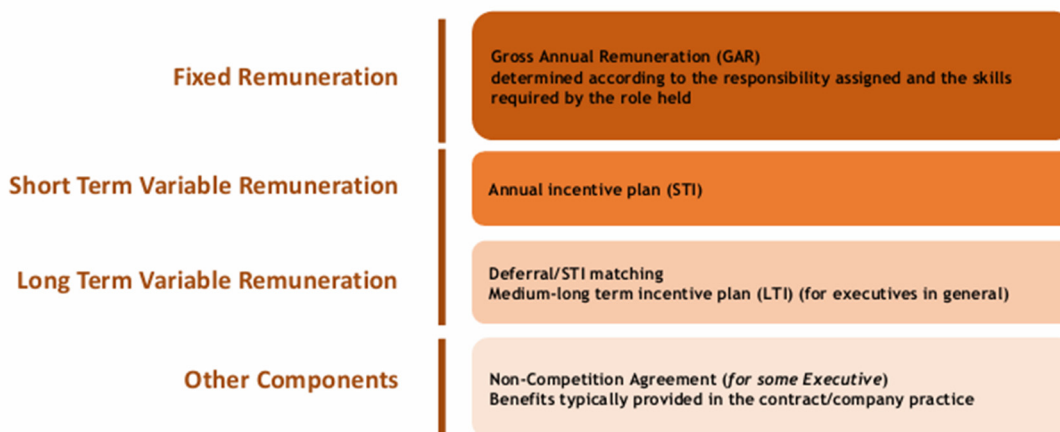 Fixed Remuneration
Gross Annual Remuneration (GAR)
determined according to the responsibility assigned and the skills
required by the role held
Short Term Variable Remuneration
Annual incentive plan (STI)
Long Term Variable Remuneration
Deferral/STI matching
Medium-long term incentive plan (LTI) (for executives in general)
Other Components
Non-Competition Agreement (for some Executive)
Benefits typically provided in the contract/company practice